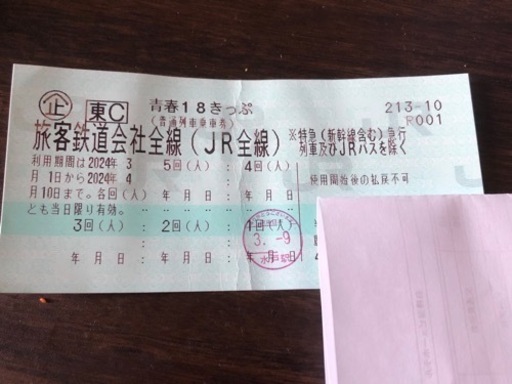 企 東C 青春18きっぷ 213-10
(普通列車乗車券) R001
旅客鉄道会社全線(JR全線) ※特急(新幹線含む)急行
列車及びJRバスを除く
利用期間は2024年 3 5回(人) : 4回(人) :
月 1日から2024年 4 使用開始後の払戻不可
月10日まで。各回(人) 年 月 日 : 年 月 日 :
とも当日限り有効。
3回(人) : 2回(人) : 1回(人)
3.-9
年 月 日 : 年 月 日 : 年 月 日